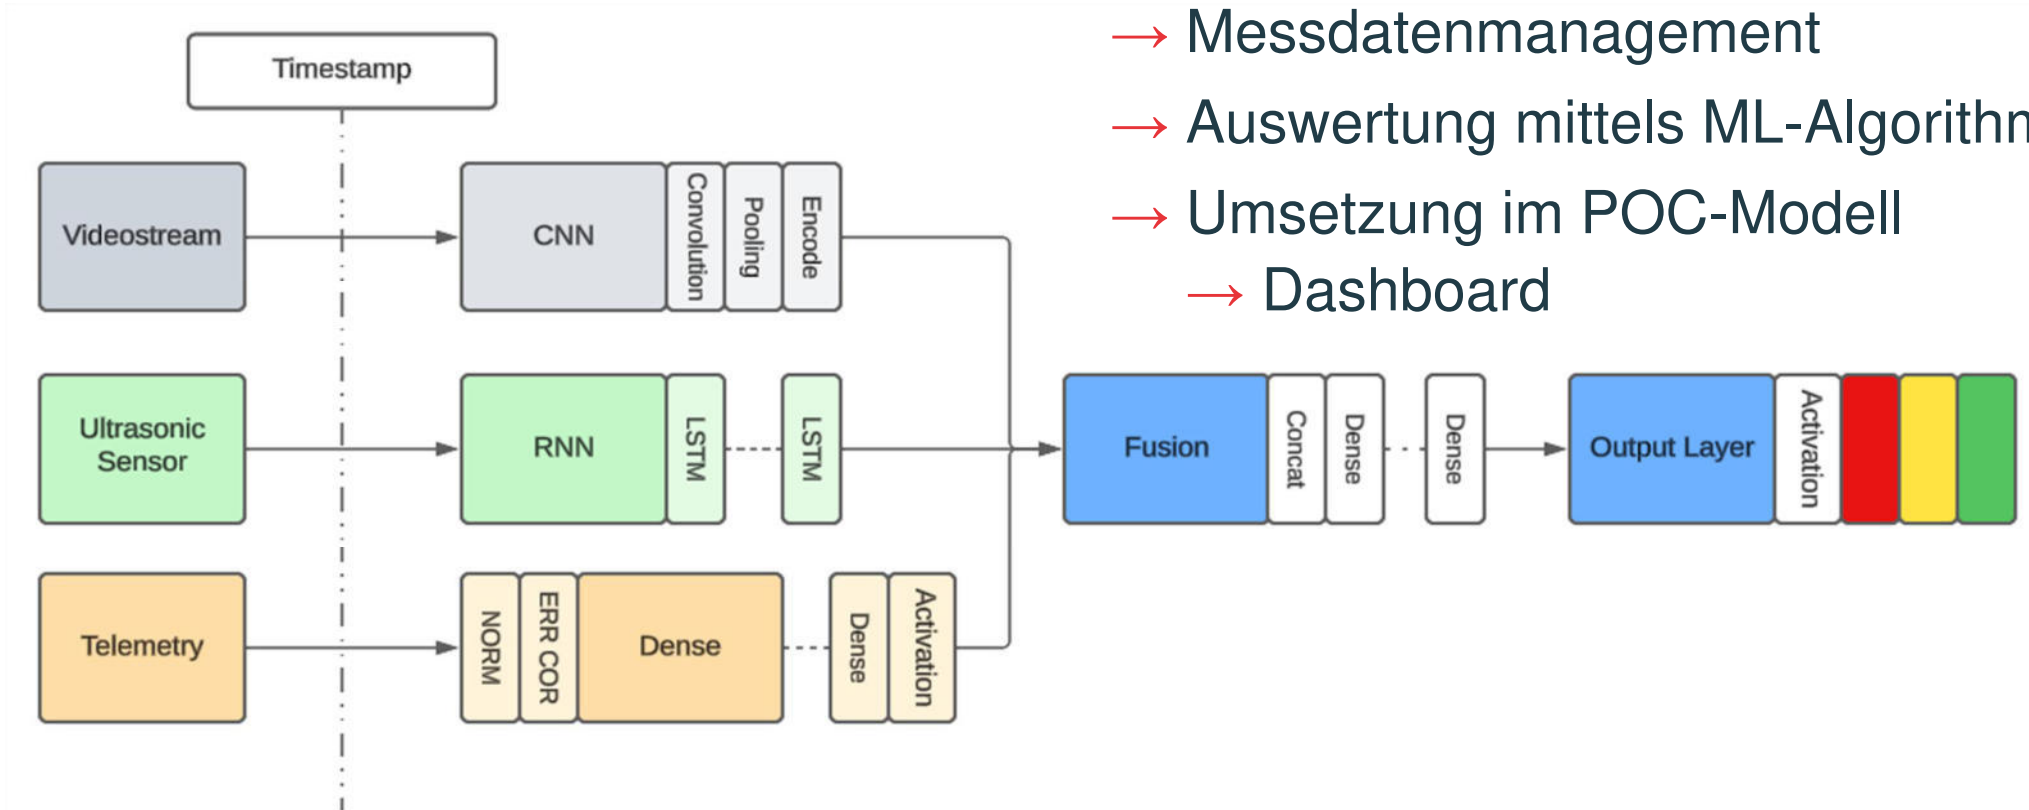 Timestamp
→ Messdatenmanagement
→ Auswertung mittels ML-Algorith
→ Umsetzung im POC-Modell
→ Dashboard
Videostream
CNN
Convolution
Pooling
Encode
Ultrasonic
Sensor
RNN
LSTM
LSTM
Fusion
Concat
Dense
Dense
Output Layer
Activation
Telemetry
NORM
ERR COR
Dense
Dense
Activation